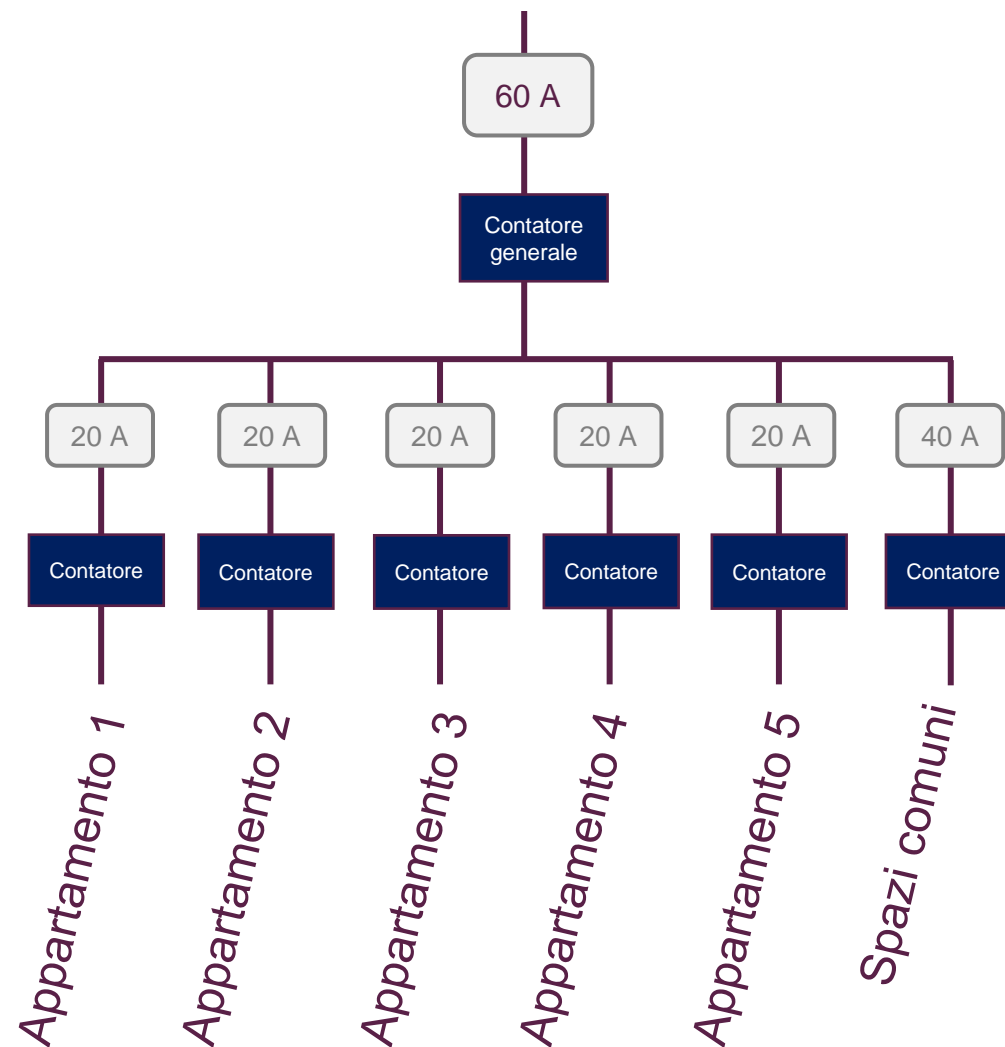 60 A
Contatore
generale
20 A
20 A
20 A
20 A
20 A
40 A
Contatore
Contatore
Contatore
Contatore
Contatore
Contatore
Appartamento 1
Appartamento 2
Appartamento 3
Appartamento 4
Appartamento 5
Spazi comuni